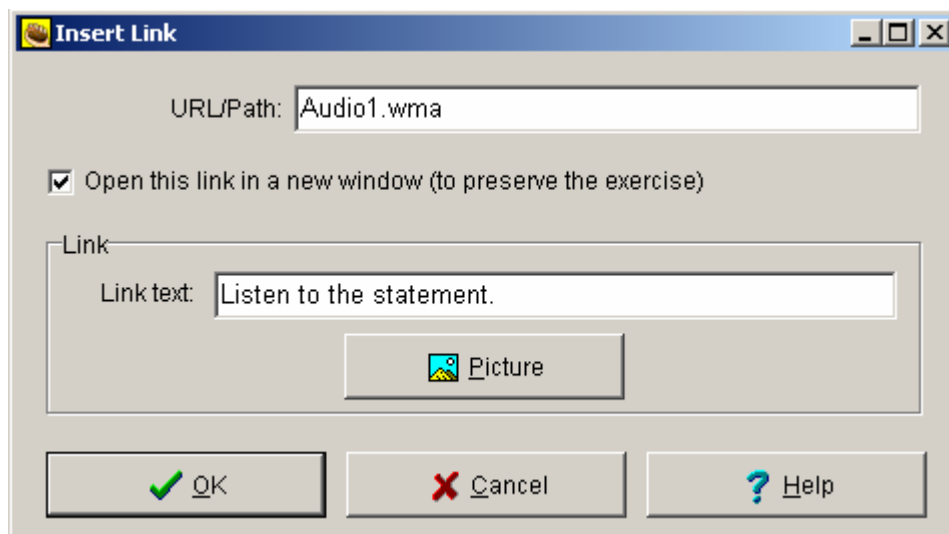 Insert Link
URL/Path: Audio1.wma
Open this link in a new window (to preserve the exercise)
Link
Link text: Listen to the statement.
Picture
OK Cancel Help